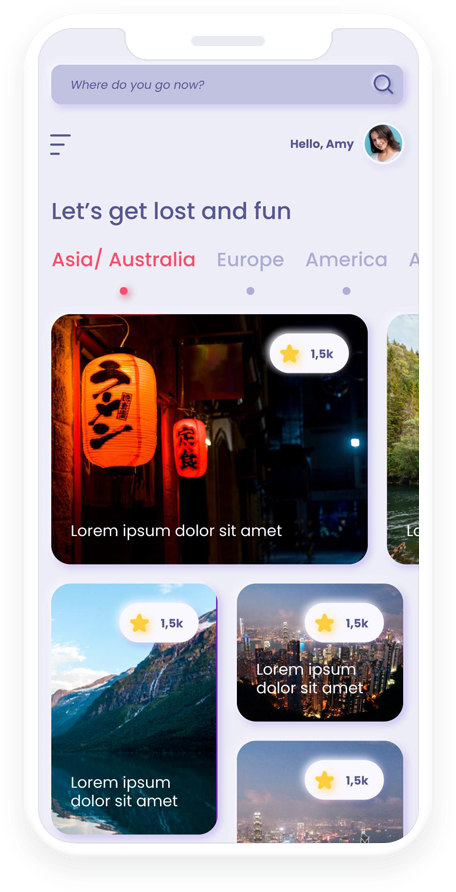 Where do you go now?
Hello, Amy
Let's get lost and fun
Asia/ Australia Europe America A
1,5k
ラーメン
定食
Lorem ipsum dolor sit amet
Lo
1,5k
1,5k
Lorem ipsum
dolor sit amet
Lorem ipsum
dolor sit amet
1,5k